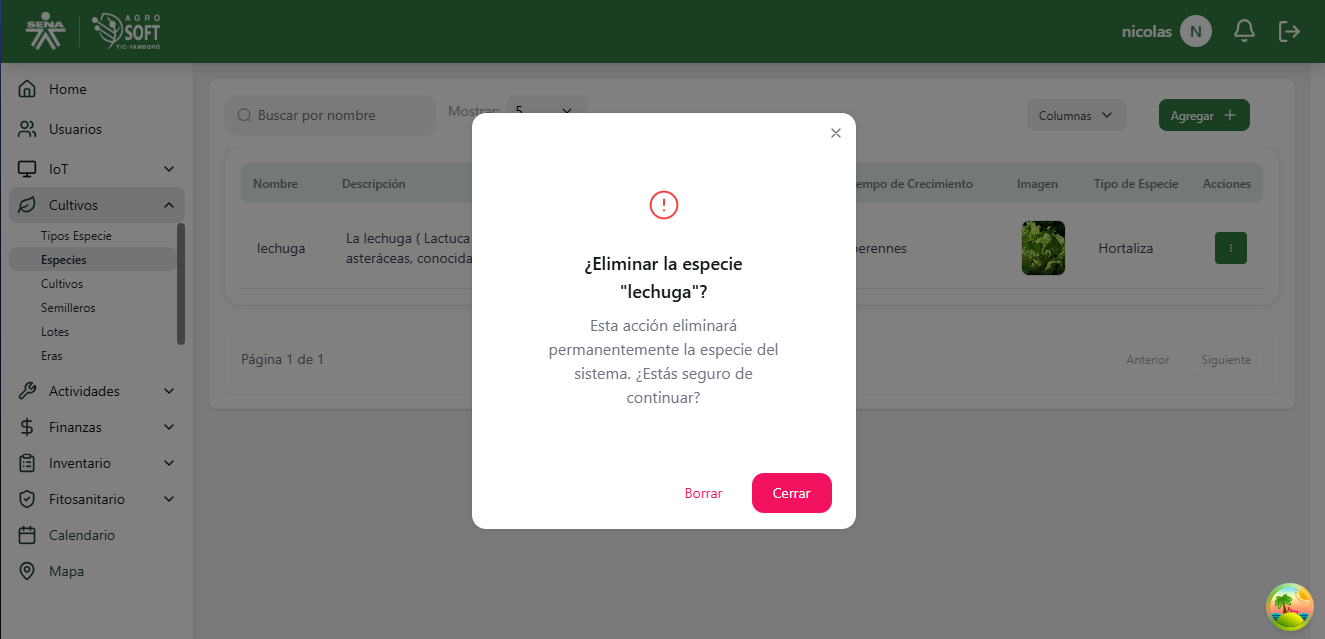 SENA
AGRO
SOFT
TIC-YAMBORÓ
nicolas
N
Home
Usuarios
IoT
Cultivos
Tipos Especie
Especies
Cultivos
Semilleros
Lotes
Eras
Actividades
Finanzas
Inventario
Fitosanitario
Calendario
Mapa
Buscar por nombre
Mostrar:
5
Columnas
Agregar +
Nombre
Descripción
empo de Crecimiento
Imagen
Tipo de Especie
Acciones
lechuga
La lechuga ( Lactuca
asteráceas, conocida
perennes
Hortaliza
Página 1 de 1
Anterior
Siguiente
¿Eliminar la especie
"lechuga"?
Esta acción eliminará
permanentemente la especie del
sistema. ¿Estás seguro de
continuar?
Borrar
Cerrar